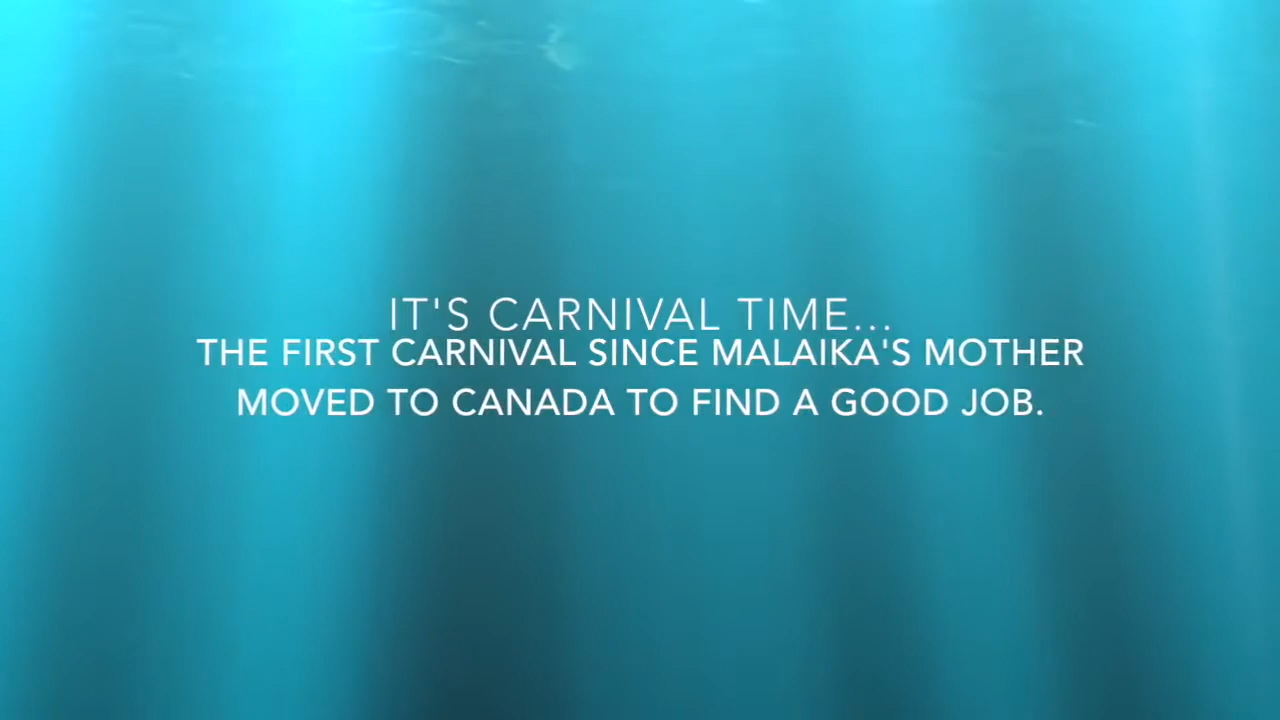 IT'S CARNIVAL TIME...
THE FIRST CARNIVAL SINCE MALAIKA'S MOTHER
MOVED TO CANADA TO FIND A GOOD JOB.